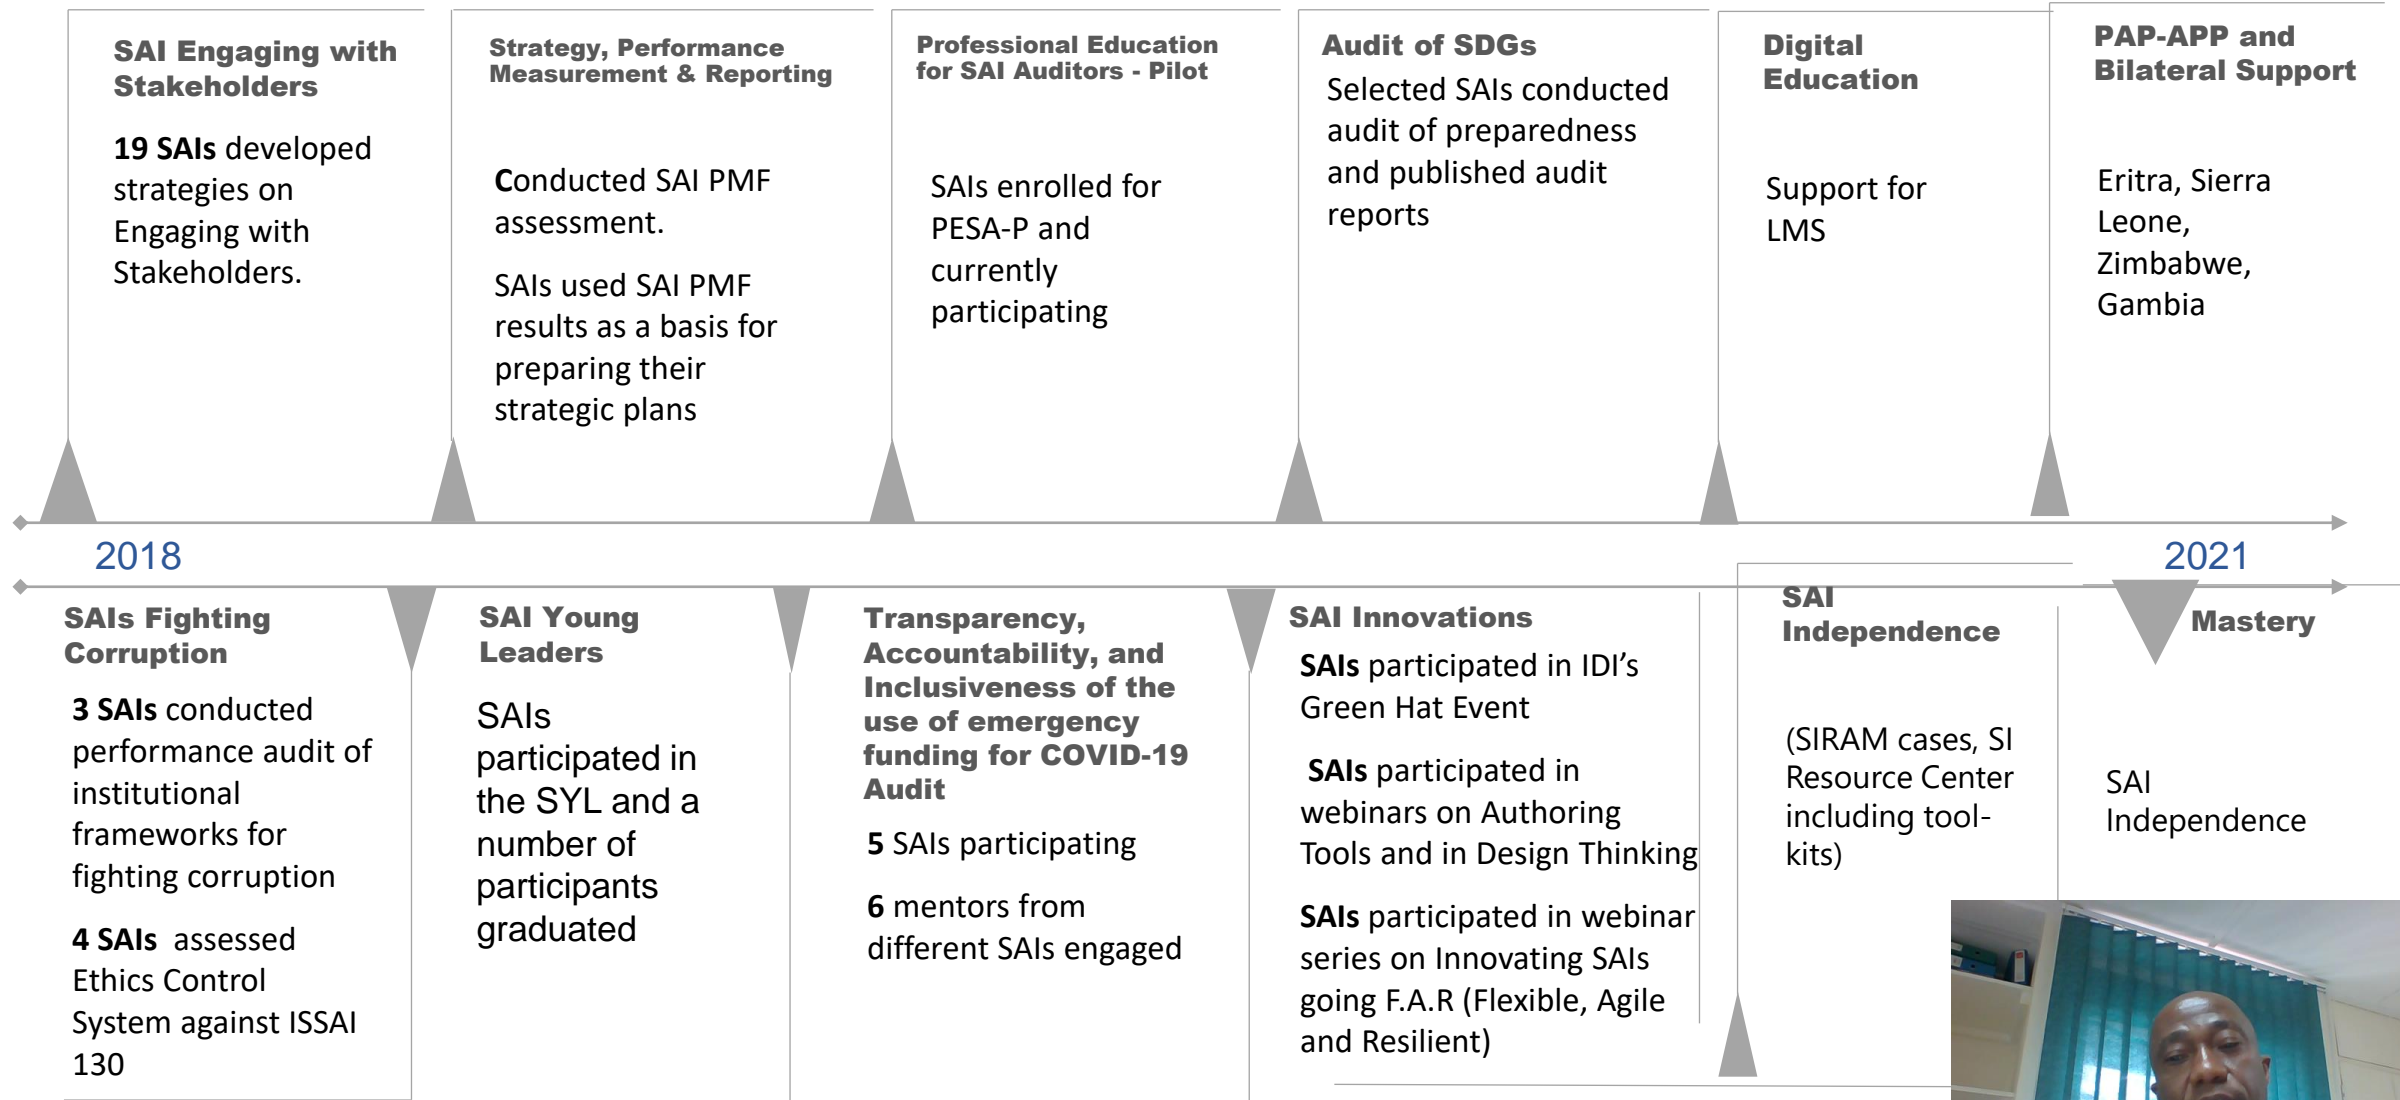 SAI Engaging with
Stakeholders
19 SAIs developed
strategies on
Engaging with
Stakeholders.
Strategy, Performance
Measurement & Reporting
Conducted SAI PMF
assessment.
SAIs used SAI PMF
results as a basis for
preparing their
strategic plans
Professional Education
for SAI Auditors - Pilot
SAIs enrolled for
PESA-P and
currently
participating
Audit of SDGs
Selected SAIs conducted
audit of preparedness
and published audit
reports
Digital
Education
Support for
LMS
PAP-APP and
Bilateral Support
Eritra, Sierra
Leone,
Zimbabwe,
Gambia
2018
2021
SAIs Fighting
Corruption
3 SAIs conducted
performance audit of
institutional
frameworks for
fighting corruption
4 SAIs  assessed
Ethics Control
System against ISSAI
130
SAI Young
Leaders
SAIs
participated in
the SYL and a
number of
participants
graduated
Transparency,
Accountability, and
Inclusiveness of the
use of emergency
funding for COVID-19
Audit
5 SAIs participating
6 mentors from
different SAIs engaged
SAI Innovations
SAIs participated in IDI’s
Green Hat Event
SAIs participated in
webinars on Authoring
Tools and in Design Thinking
SAIs participated in webinar
series on Innovating SAIs
going F.A.R (Flexible, Agile
and Resilient)
SAI
Independence
(SIRAM cases, SI
Resource Center
including tool-
kits)
Mastery
SAI
Independence